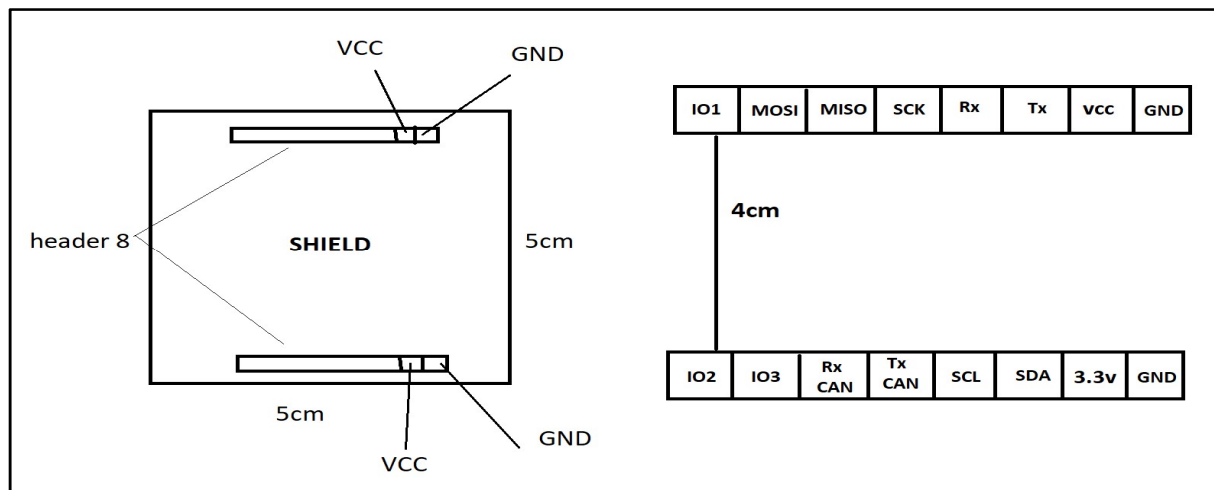 VCC
GND
header 8
SHIELD
5cm
5cm
VCC
GND
IO1 MOSI MISO SCK Rx Tx vcc GND
4cm
IO2 IO3 Rx CAN Tx CAN SCL SDA 3.3v GND